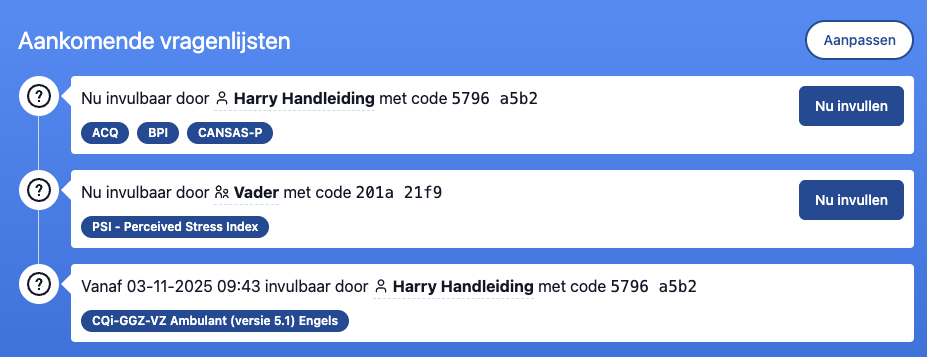 Aankomende vragenlijsten
Aanpassen
Nu invulbaar door Harry Handleiding met code 5796 a5b2
Nu invullen
ACQ BPI CANSAS-P
Nu invulbaar door Vader met code 201a 21f9
Nu invullen
PSI - Perceived Stress Index
Vanaf 03-11-2025 09:43 invulbaar door Harry Handleiding met code 5796 a5b2
CQi-GGZ-VZ Ambulant (versie 5.1) Engels